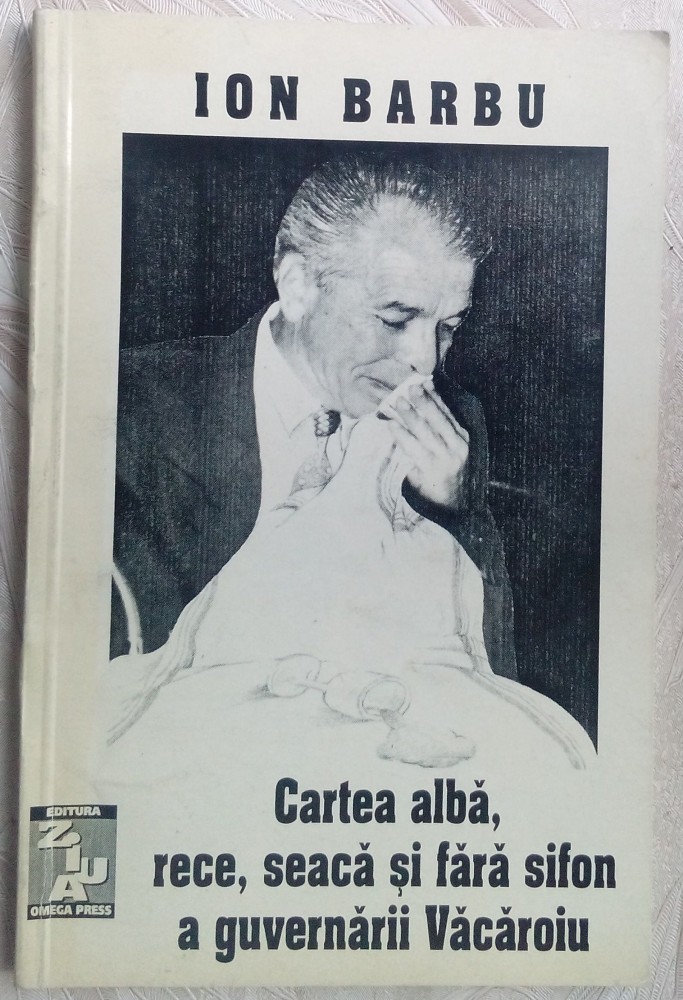 ION BARBU
Cartea albă,
rece, seacă și fără sifon
a guvernării Văcăroiu
EDITURA
ZIUA
OMEGA PRESS